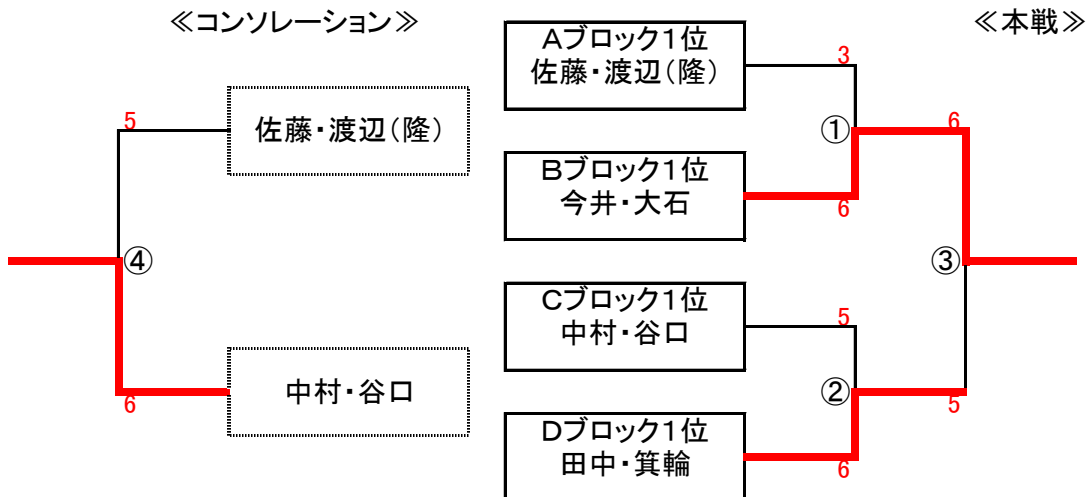 ≪コンソレーション≫
≪本戦≫
Aブロック1位
佐藤・渡辺(隆)
3
5
佐藤・渡辺(隆)
①
6
Bブロック1位
今井・大石
6
④
③
Cブロック1位
中村・谷口
5
6
中村・谷口
②
5
Dブロック1位
田中・箕輪
6